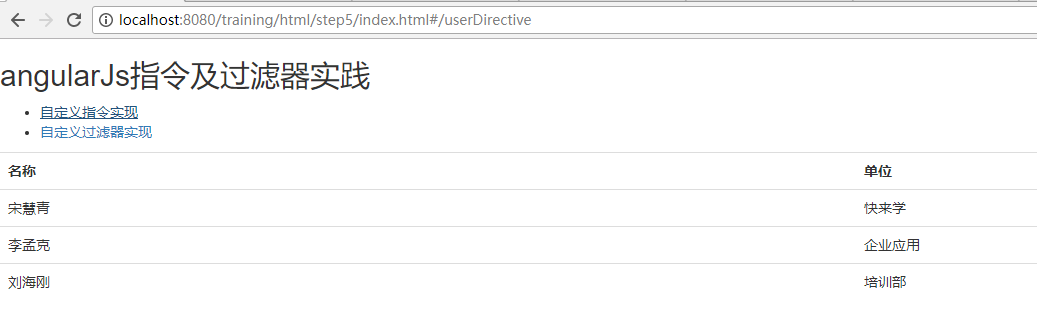 localhost:8080/training/html/step5/index.html#/userDirective
angularJs指令及过滤器实践
自定义指令实现
自定义过滤器实现
名称 单位
宋慧青 快来学
李孟克 企业应用
刘海刚 培训部